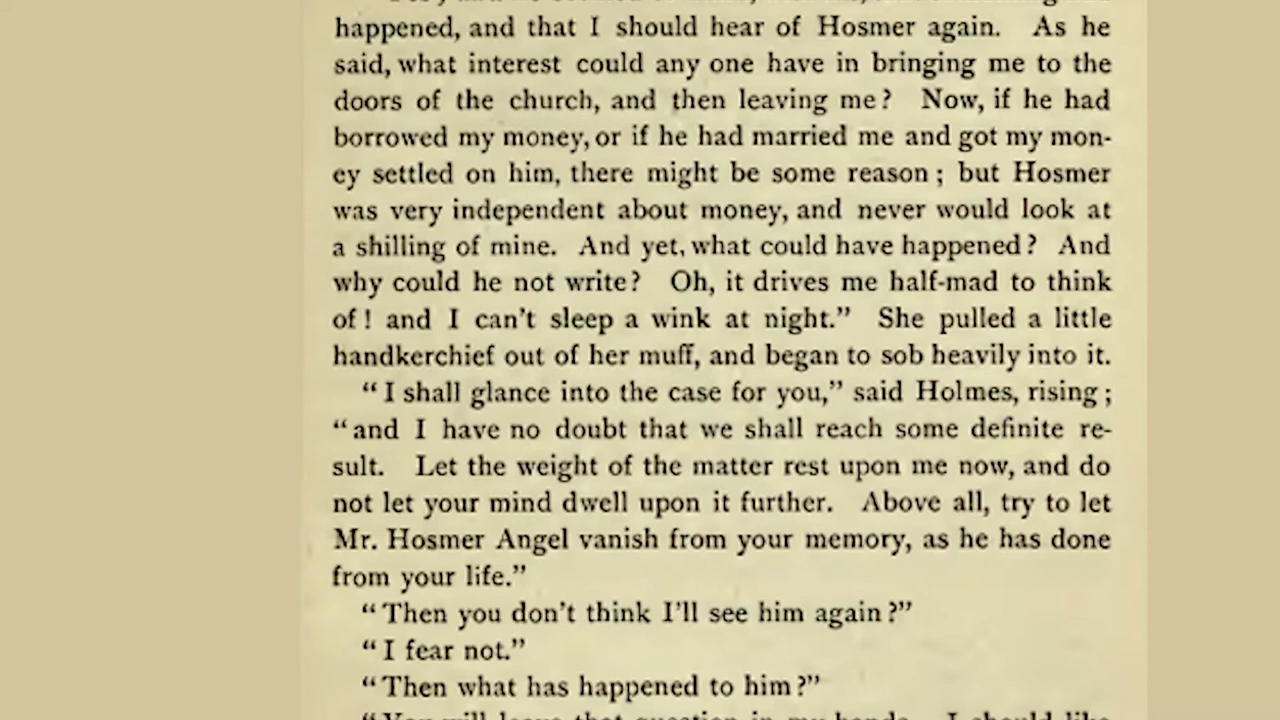 happened, and that I should hear of Hosmer again. As he
said, what interest could any one have in bringing me to the
doors of the church, and then leaving me? Now, if he had
borrowed my money, or if he had married me and got my mon-
ey settled on him, there might be some reason; but Hosmer
was very independent about money, and never would look at
a shilling of mine. And yet, what could have happened? And
why could he not write? Oh, it drives me half-mad to think
of! and I can't sleep a wink at night.” She pulled a little
handkerchief out of her muff, and began to sob heavily into it.
“I shall glance into the case for you,” said Holmes, rising;
“and I have no doubt that we shall reach some definite re-
sult. Let the weight of the matter rest upon me now, and do
not let your mind dwell upon it further. Above all, try to let
Mr. Hosmer Angel vanish from your memory, as he has done
from your life.”
“Then you don't think I'll see him again?”
“I fear not.”
“Then what has happened to him?”
“You will leave that question in my hands. I should like